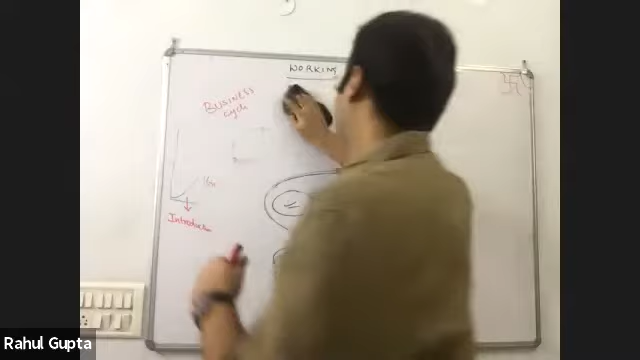 WORKING
BUSINESS
cycle
Introduction
Rahul Gupta